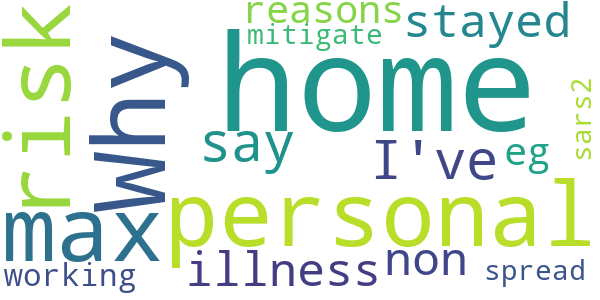 reasons
stayed
mitigate
risk
why
home
sars2
say
I've
eg
max
personal
working
illness
non
spread